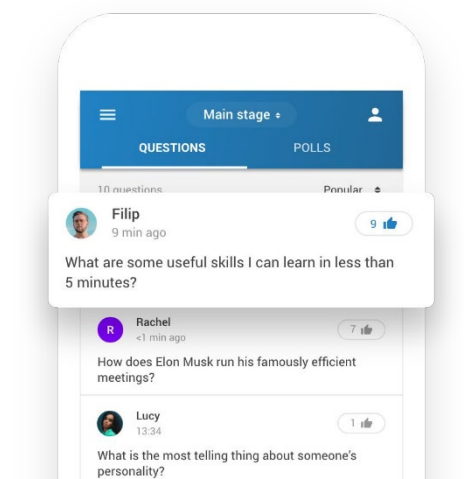 Main stage
QUESTIONS POLLS
10 questions Popular
Filip
9 min ago
9
What are some useful skills I can learn in less than
5 minutes?
R
Rachel
<1 min ago
7
How does Elon Musk run his famously efficient
meetings?
Lucy
13:34
1
What is the most telling thing about someone's
personality?